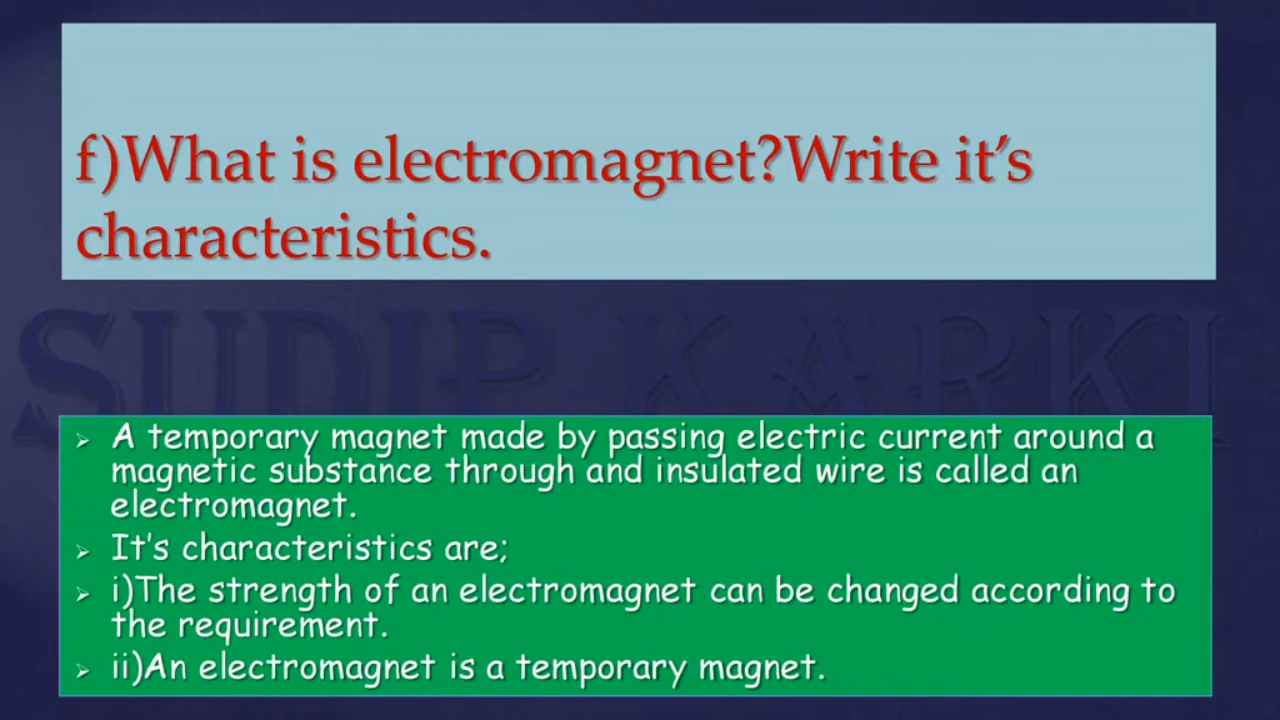 f)What is electromagnet?Write it’s
characteristics.
SUDIP KARKI
➢ A temporary magnet made by passing electric current around a
magnetic substance through and insulated wire is called an
electromagnet.
➢ It’s characteristics are;
➢ i)The strength of an electromagnet can be changed according to
the requirement.
➢ ii)An electromagnet is a temporary magnet.